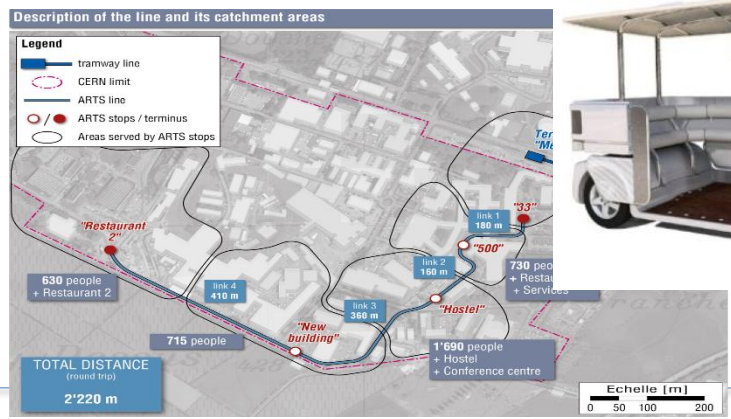 Description of the line and its catchment areas
Legend
tramway line
CERN limit
ARTS line
ARTS stops / terminus
Areas served by ARTS stops
"33"
link 1
180 m
"500"
link 2
160 m
"Restaurant
2"
730
+
+ Services
"Hostel"
630 people
+ Restaurant 2
link 4
410 m
link 3
360 m
"New
building"
715 people
1'690 people
+ Hostel
+ Conference centre
TOTAL DISTANCE
(round trip)
2'220 m
Echelle [m]
0 50 100 200